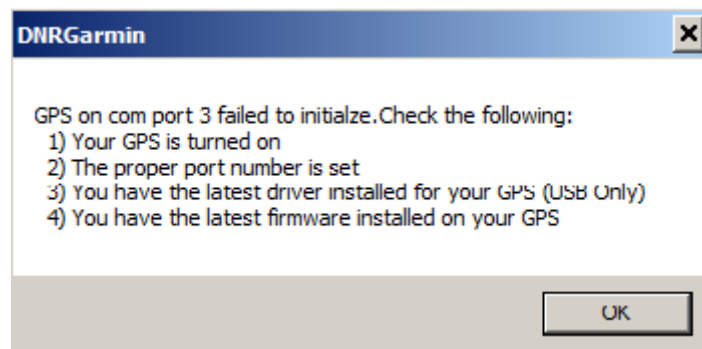 DNRGarmin
GPS on com port 3 failed to initialze.Check the following:
1) Your GPS is turned on
2) The proper port number is set
3) You have the latest driver installed for your GPS (USB Only)
4) You have the latest firmware installed on your GPS
OK